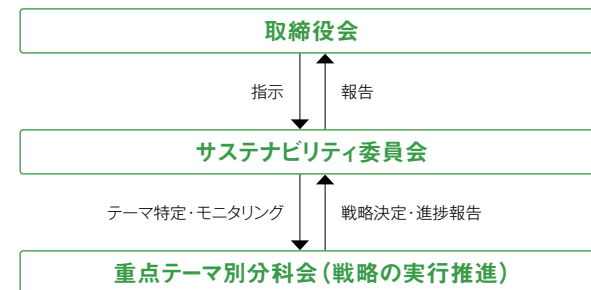 取締役会
指示
報告
サステナビリティ委員会
テーマ特定・モニタリング
戦略決定・進捗報告
重点テーマ別分科会（戦略の実行推進）